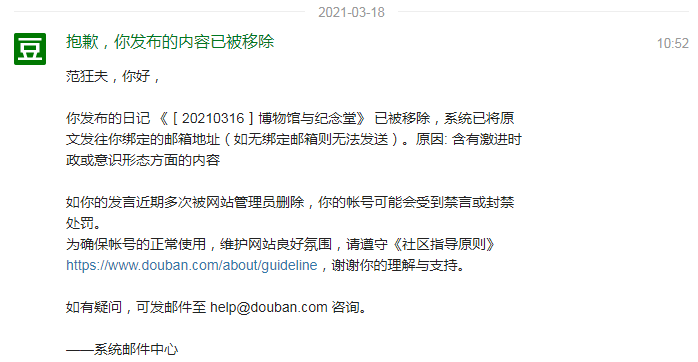 2021-03-18
豆
抱歉，你发布的内容已被移除
10:52
范狂夫，你好，
你发布的日记 《［20210316］博物馆与纪念堂》 已被移除，系统已将原
文发往你绑定的邮箱地址（如无绑定邮箱则无法发送）。原因: 含有激进时
政或意识形态方面的内容
如你的发言近期多次被网站管理员删除，你的帐号可能会受到禁言或封禁
处罚。
为确保帐号的正常使用，维护网站良好氛围，请遵守《社区指导原则》
https://www.douban.com/about/guideline，谢谢你的理解与支持。
如有疑问，可发邮件至 help@douban.com 咨询。
——系统邮件中心